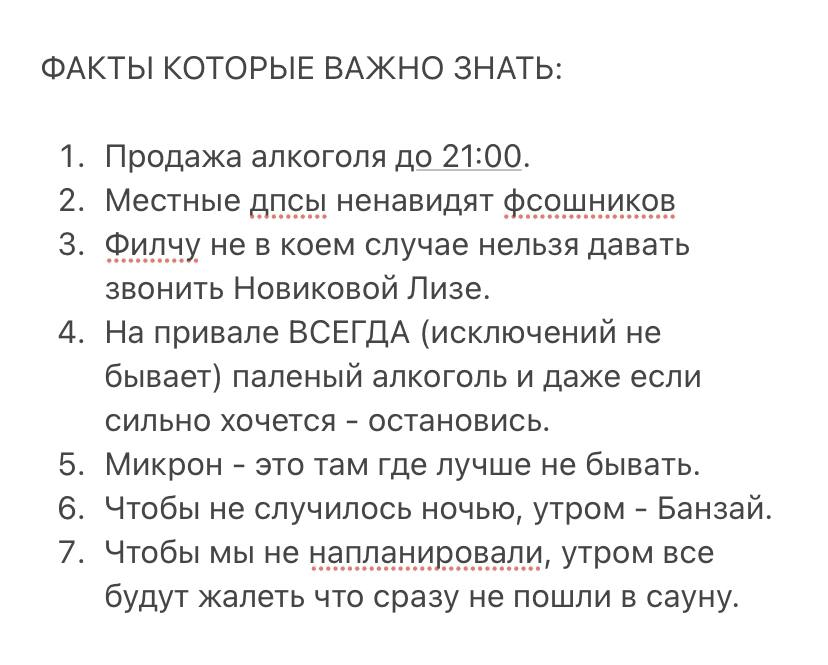 ФАКТЫ КОТОРЫЕ ВАЖНО ЗНАТЬ:
1. Продажа алкоголя до 21:00.
2. Местные дпсы ненавидят фсошников
3. Филчу не в коем случае нельзя давать
звонить Новиковой Лизе.
4. На привале ВСЕГДА (исключений не
бывает) паленый алкоголь и даже если
сильно хочется - остановись.
5. Микрон - это там где лучше не бывать.
6. Чтобы не случилось ночью, утром - Банзай.
7. Чтобы мы не напланировали, утром все
будут жалеть что сразу не пошли в сауну.